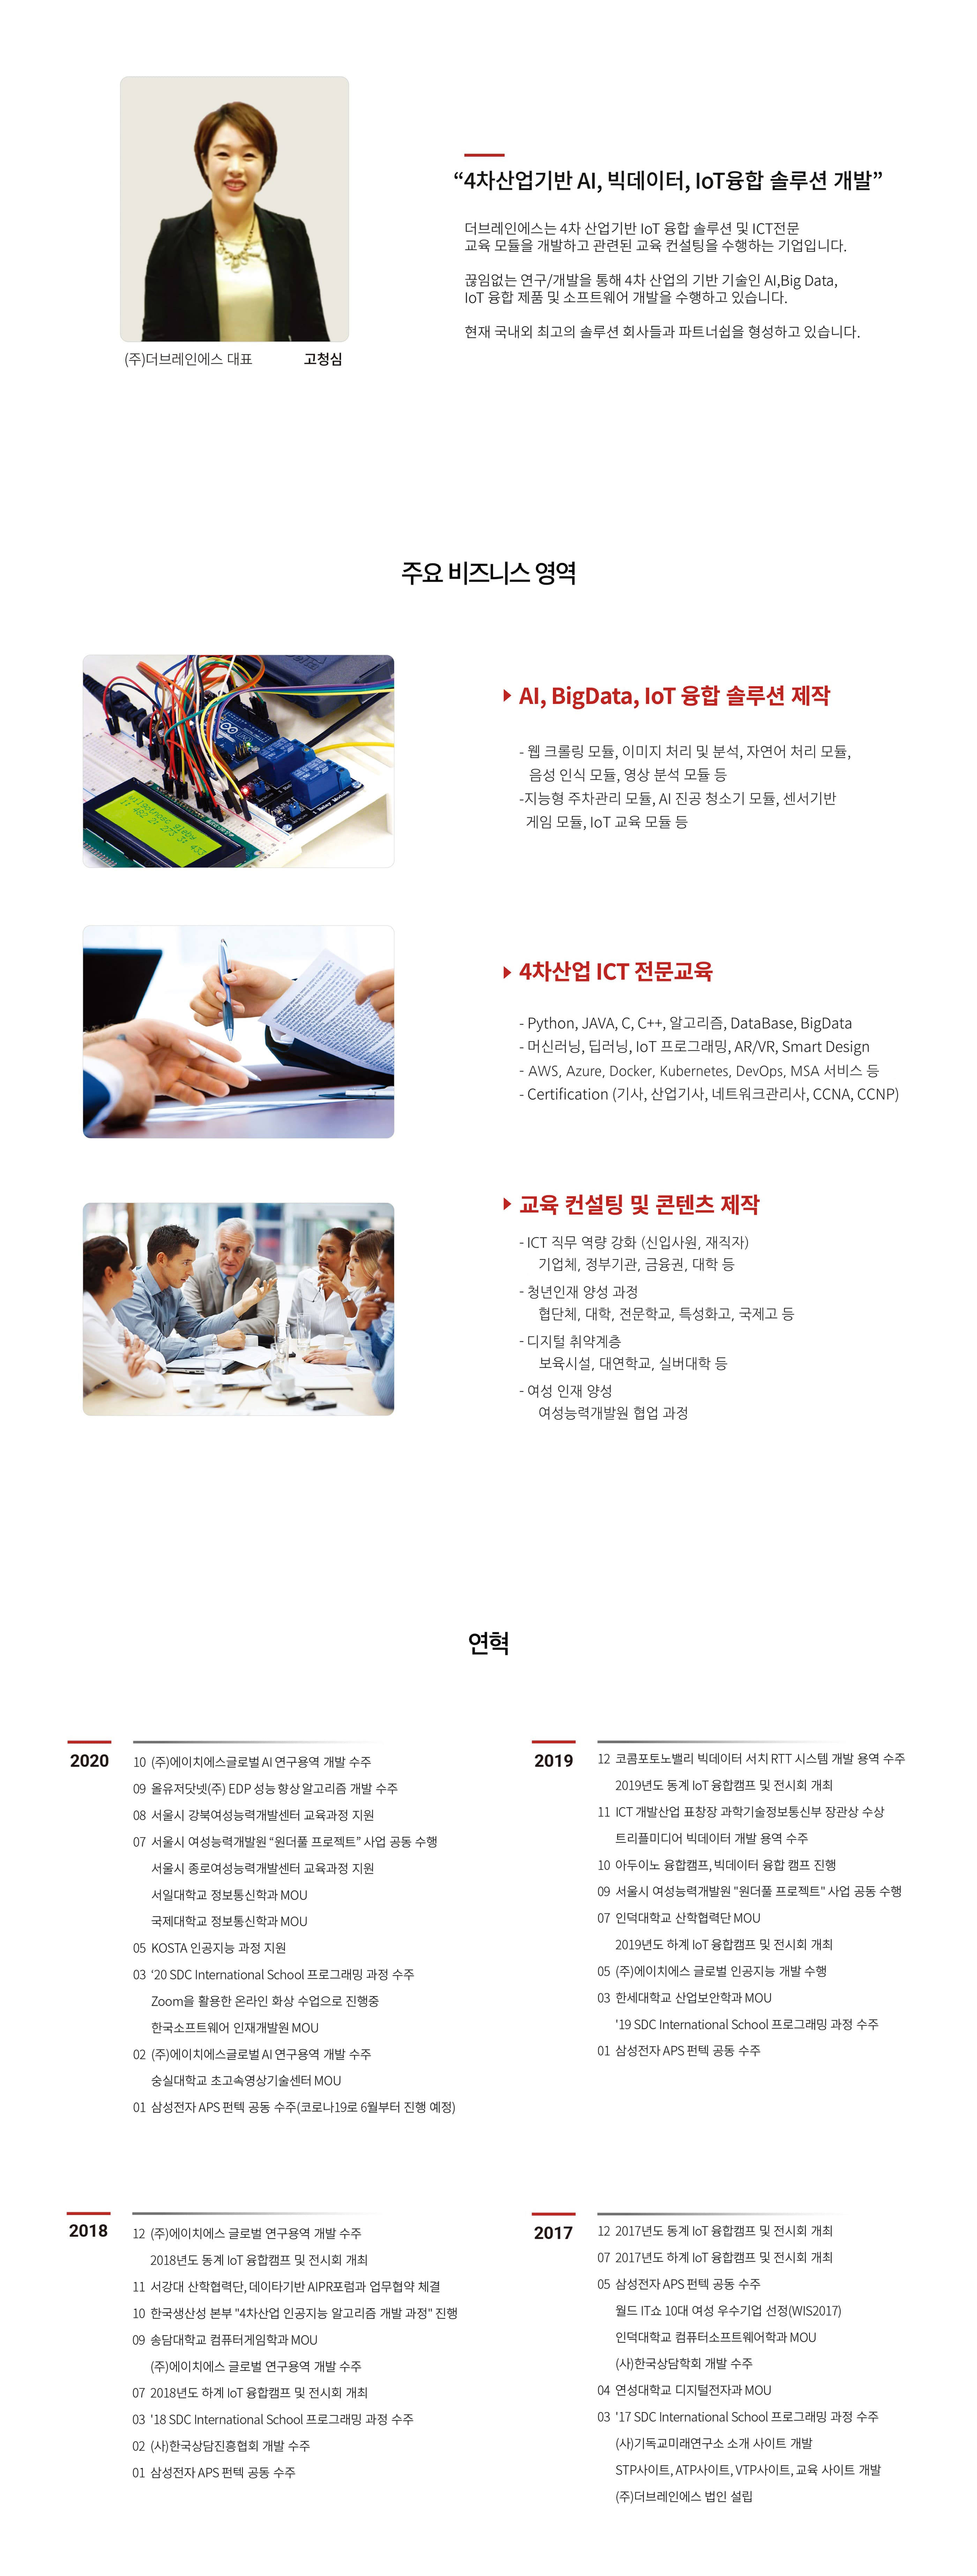 “4차산업기반 AI, 빅데이터, IoT융합 솔루션 개발”
더브레인에스는 4차 산업기반 IoT 융합 솔루션 및 ICT전문
교육 모듈을 개발하고 관련된 교육 컨설팅을 수행하는 기업입니다.
끊임없는 연구/개발을 통해 4차 산업의 기반 기술인 AI,Big Data,
IoT 융합 제품 및 소프트웨어 개발을 수행하고 있습니다.
현재 국내외 최고의 솔루션 회사들과 파트너쉽을 형성하고 있습니다.
(주)더브레인에스 대표 고청심
주요 비즈니스 영역
AI, BigData, IoT 융합 솔루션 제작
- 웹 크롤링 모듈, 이미지 처리 및 분석, 자연어 처리 모듈,
음성 인식 모듈, 영상 분석 모듈 등
-지능형 주차관리 모듈, AI 진공 청소기 모듈, 센서기반
게임 모듈, IoT 교육 모듈 등
4차산업 ICT 전문교육
- Python, JAVA, C, C++, 알고리즘, DataBase, BigData
- 머신러닝, 딥러닝, IoT 프로그래밍, AR/VR, Smart Design
- AWS, Azure, Docker, Kubernetes, DevOps, MSA 서비스 등
- Certification (기사, 산업기사, 네트워크관리사, CCNA, CCNP)
교육 컨설팅 및 콘텐츠 제작
- ICT 직무 역량 강화 (신입사원, 재직자)
기업체, 정부기관, 금융권, 대학 등
- 청년인재 양성 과정
협단체, 대학, 전문학교, 특성화고, 국제고 등
- 디지털 취약계층
보육시설, 대연학교, 실버대학 등
- 여성 인재 양성
여성능력개발원 협업 과정
연혁
2020
10 (주)에이치에스글로벌 AI 연구용역 개발 수주
09 올유저닷넷(주) EDP 성능 향상 알고리즘 개발 수주
08 서울시 강북여성능력개발센터 교육과정 지원
07 서울시 여성능력개발원 “원더풀 프로젝트” 사업 공동 수행
서울시 종로여성능력개발센터 교육과정 지원
서일대학교 정보통신학과 MOU
국제대학교 정보통신학과 MOU
05 KOSTA 인공지능 과정 지원
03 ‘20 SDC International School 프로그래밍 과정 수주
Zoom을 활용한 온라인 화상 수업으로 진행중
한국소프트웨어 인재개발원 MOU
02 (주)에이치에스글로벌 AI 연구용역 개발 수주
숭실대학교 초고속영상기술센터 MOU
01 삼성전자 APS 펀텍 공동 수주(코로나19로 6월부터 진행 예정)
2019
12 코콤포토노밸리 빅데이터 서치 RTT 시스템 개발 용역 수주
2019년도 동계 IoT 융합캠프 및 전시회 개최
11 ICT 개발산업 표창장 과학기술정보통신부 장관상 수상
트리플미디어 빅데이터 개발 용역 수주
10 아두이노 융합캠프, 빅데이터 융합 캠프 진행
09 서울시 여성능력개발원 "원더풀 프로젝트" 사업 공동 수행
07 인덕대학교 산학협력단 MOU
2019년도 하계 IoT 융합캠프 및 전시회 개최
05 (주)에이치에스 글로벌 인공지능 개발 수행
03 한세대학교 산업보안학과 MOU
'19 SDC International School 프로그래밍 과정 수주
01 삼성전자 APS 펀텍 공동 수주
2018
12 (주)에이치에스 글로벌 연구용역 개발 수주
2018년도 동계 IoT 융합캠프 및 전시회 개최
11 서강대 산학협력단, 데이타기반 AIPR포럼과 업무협약 체결
10 한국생산성 본부 "4차산업 인공지능 알고리즘 개발 과정" 진행
09 송담대학교 컴퓨터게임학과 MOU
(주)에이치에스 글로벌 연구용역 개발 수주
07 2018년도 하계 IoT 융합캠프 및 전시회 개최
03 '18 SDC International School 프로그래밍 과정 수주
02 (사)한국상담진흥협회 개발 수주
01 삼성전자 APS 펀텍 공동 수주
2017
12 2017년도 동계 IoT 융합캠프 및 전시회 개최
07 2017년도 하계 IoT 융합캠프 및 전시회 개최
05 삼성전자 APS 펀텍 공동 수주
월드 IT쇼 10대 여성 우수기업 선정(WIS2017)
인덕대학교 컴퓨터소프트웨어학과 MOU
(사)한국상담학회 개발 수주
04 연성대학교 디지털전자과 MOU
03 '17 SDC International School 프로그래밍 과정 수주
(사)기독교미래연구소 소개 사이트 개발
STP사이트, ATP사이트, VTP사이트, 교육 사이트 개발
(주)더브레인에스 법인 설립